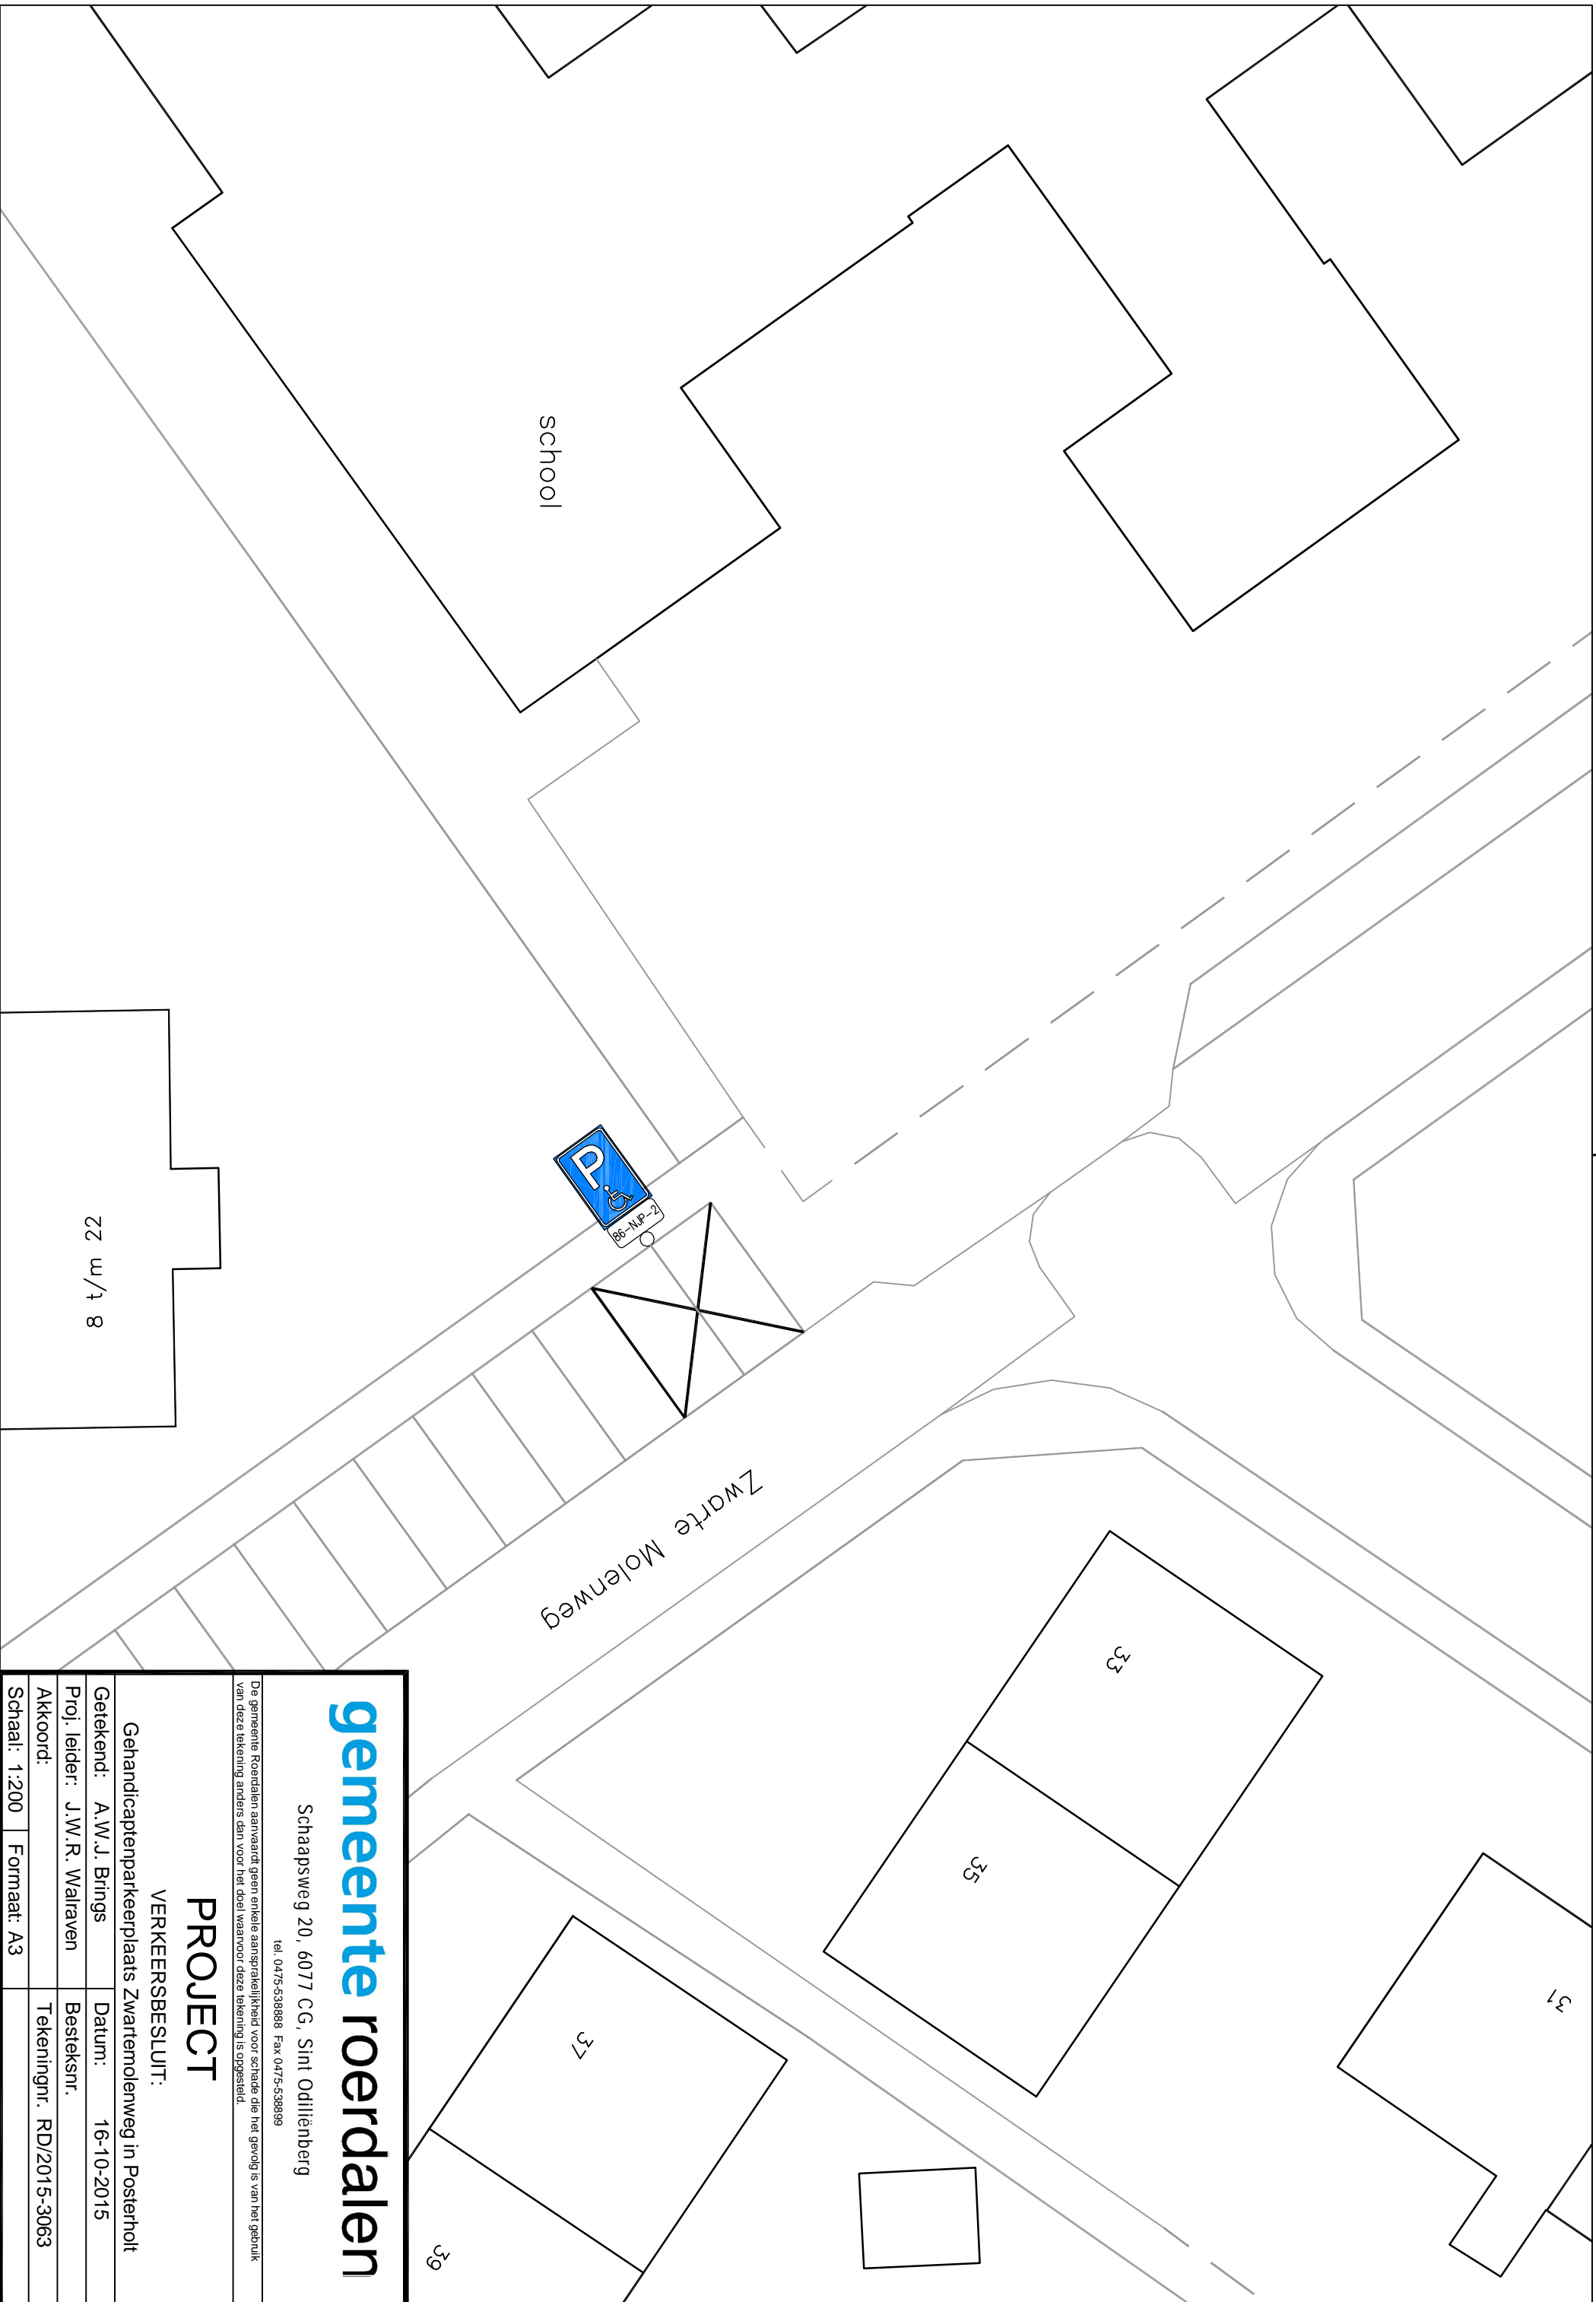 school
P
86-NJP-2
8 t/m 22
Zwarte Molenweg
33
35
31
37
39
gemeente roerdalen
Schaapsweg 20, 6077 CG, Sint Odiliënberg
tel. 0475-538888 Fax 0475-538899
De gemeente Roerdalen aanvaardt geen enkele aansprakelijkheid voor schade die het gevolg is van het gebruik
van deze tekening anders dan voor het doel waarvoor deze tekening is opgesteld.
PROJECT
VERKEERSBESLUIT:
Gehandicaptenparkeerplaats Zwartemolenweg in Posterholt
Getekend: A.W.J. Brings Datum: 16-10-2015
Proj. leider: J.W.R. Walraven Besteksnr.
Akkoord: Tekeningnr. RD/2015-3063
Schaal: 1:200 Formaat: A3